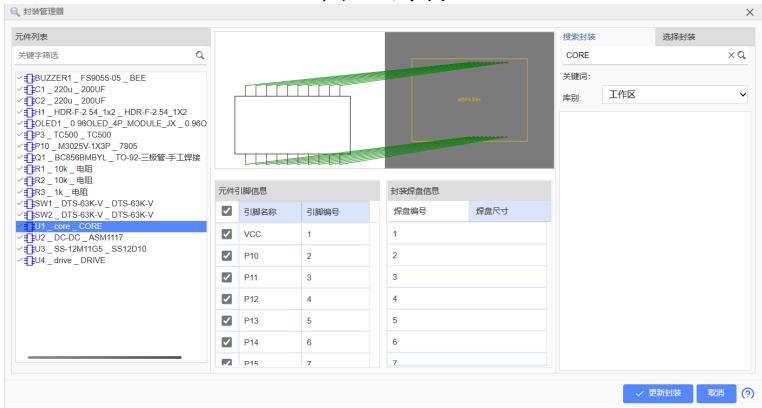 封装管理器
元件列表
关键字筛选
BUZZER1 _ FS9055-05 _ BEE
C1 _ 220u _ 200UF
C2 _ 220u _ 200UF
H1 _ HDR-F-2.54_1x2 _ HDR-F-2.54_1X2
OLED1 _ 0.96OLED_4P_MODULE_JX _ 0.96O
P3 _ TC500 _ TC500
P10 _ M3025V-1X3P _ 7805
Q1 _ BC856BMBYL _ TO-92-三极管-手工焊接
R1 _ 10k _ 电阻
R2 _ 10k _ 电阻
R3 _ 1k _ 电阻
SW1 _ DTS-63K-V _ DTS-63K-V
SW2 _ DTS-63K-V _ DTS-63K-V
U1 _ core _ CORE
U2 _ DC-DC _ ASM1117
U3 _ SS-12M11G5 _ SS12D10
U4 _ drive _ DRIVE
元件引脚信息
引脚名称 引脚编号
VCC 1
P10 2
P11 3
P12 4
P13 5
P14 6
P15 7
封装焊盘信息
焊盘编号 焊盘尺寸
1
2
3
4
5
6
7
搜索封装 选择封装
CORE
关键词:
库别: 工作区
更新封装 取消